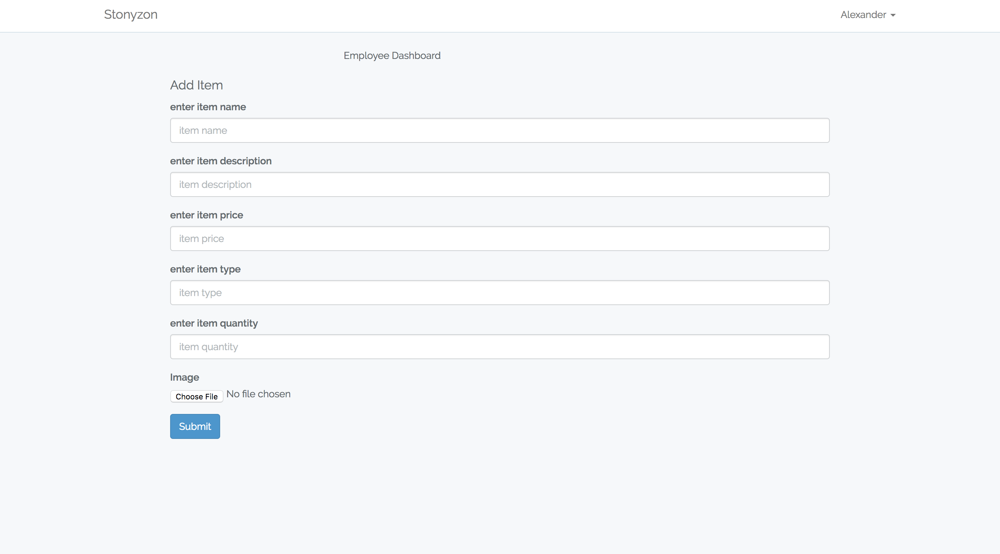 Stonyzon
Alexander
Employee Dashboard
Add Item
enter item name
item name
enter item description
item description
enter item price
item price
enter item type
item type
enter item quantity
item quantity
Image
Choose File No file chosen
Submit